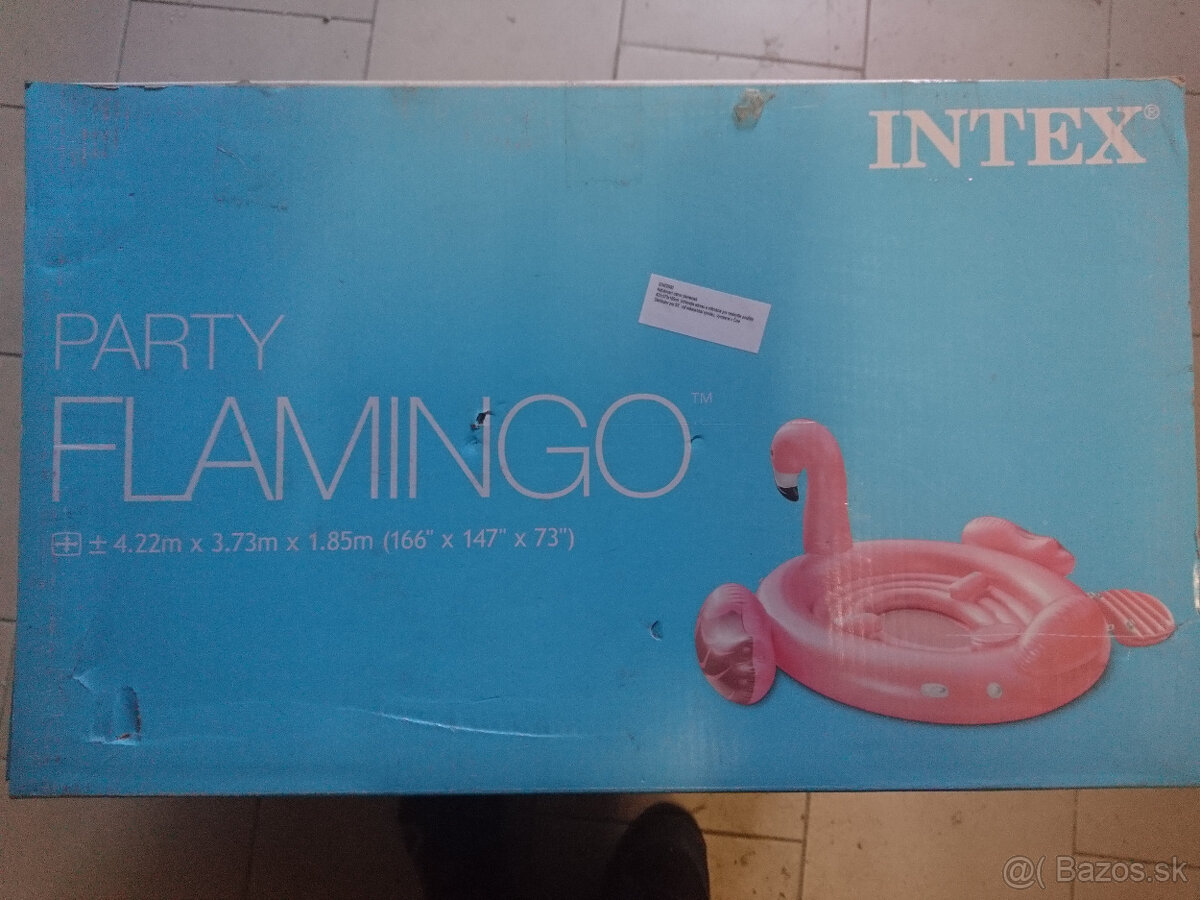 INTEX®
PARTY
FLAMINGO™
± 4.22m x 3.73m x 1.85m (166" x 147" x 73")
@( Bazos.sk